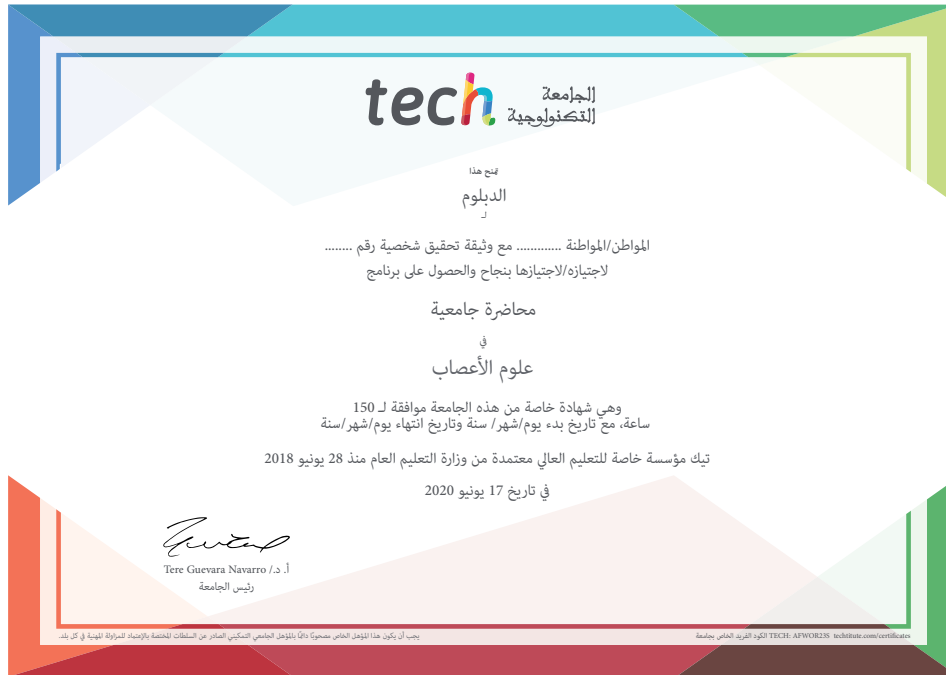 tech الجامعة التكنولوجية
تمنح هذا
الدبلوم
لـ
المواطن/المواطنة ............. مع وثيقة تحقيق شخصية رقم ........
لاجتيازه/لاجتيازها بنجاح والحصول على برنامج
محاضرة جامعية
في
علوم الأعصاب
وهي شهادة خاصة من هذه الجامعة موافقة لـ 150
ساعة، مع تاريخ بدء يوم/شهر/ سنة وتاريخ انتهاء يوم/شهر/سنة
تيك مؤسسة خاصة للتعليم العالي معتمدة من وزارة التعليم العام منذ 28 يونيو 2018
في تاريخ 17 يونيو 2020
أ. د./ Tere Guevara Navarro
رئيس الجامعة
يجب أن يكون هذا المؤهل الخاص مصحوبًا دائمًا بالمؤهل الجامعي التمكيني الصادر عن السلطات المختصة بالإعتماد للمزاولة المهنية في كل بلد.
الكود الفريد الخاص بجامعة TECH: AFWOR23S techtitute.com/certificates